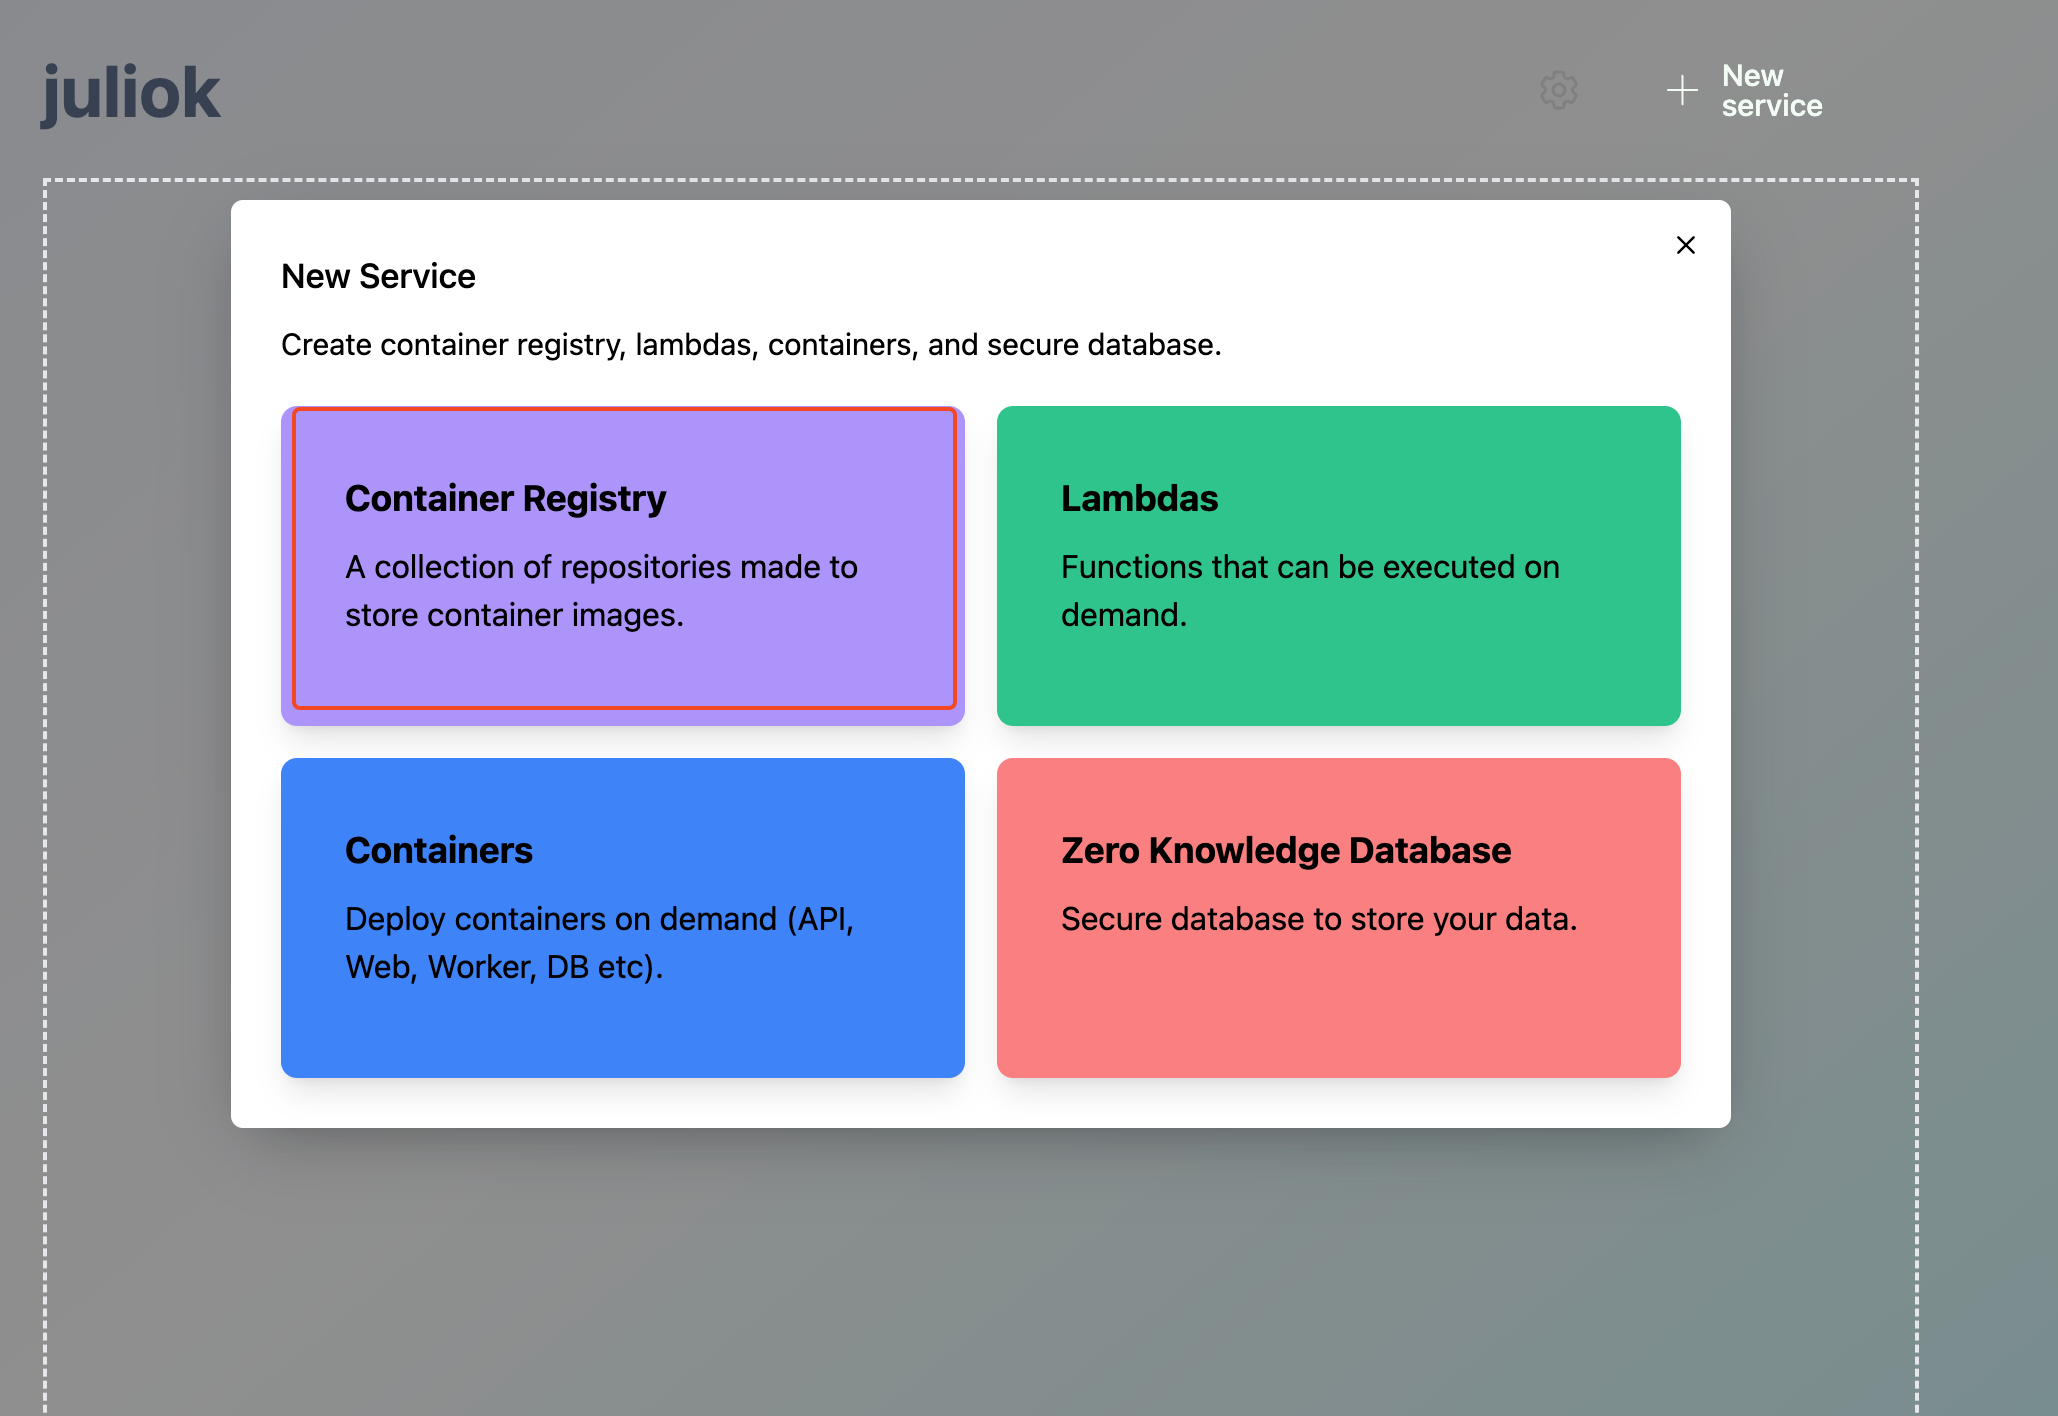 juliok
New
service
New Service
Create container registry, lambdas, containers, and secure database.
Container Registry
A collection of repositories made to
store container images.
Lambdas
Functions that can be executed on
demand.
Containers
Deploy containers on demand (API,
Web, Worker, DB etc).
Zero Knowledge Database
Secure database to store your data.